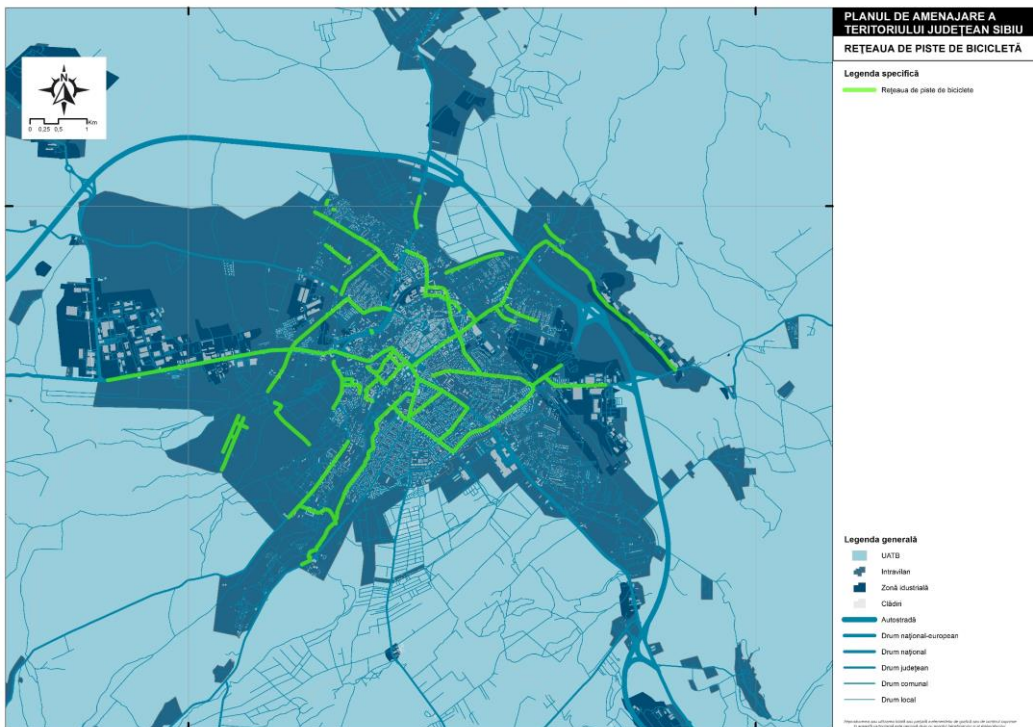 PLANUL DE AMENAJARE A
TERITORIULUI JUDEȚEAN SIBIU
REȚEAUA DE PISTE DE BICICLETĂ
Legenda specifică
Rețeaua de piste de biciclete
N
Km
0 0,25 0,5 1
Legenda generală
UATB
Intravilan
Zonă idustrială
Clădiri
Autostradă
Drum național-european
Drum național
Drum județean
Drum comunal
Drum local